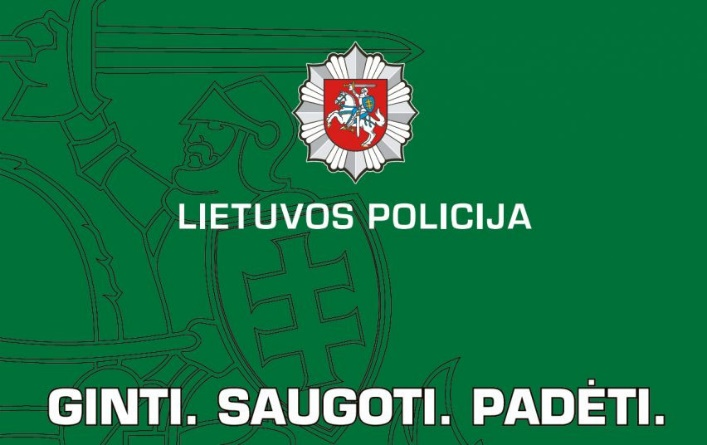 LIETUVOS POLICIJA
GINTI. SAUGOTI. PADĖTI.